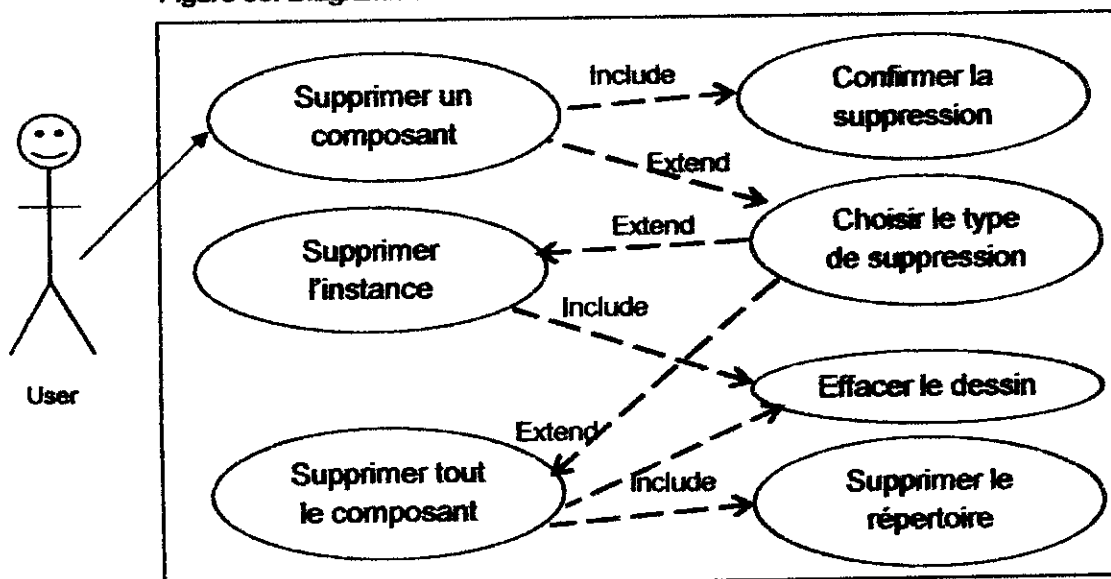 Supprimer un
composant
Include
Confirmer la
suppression
Extend
Supprimer
l'instance
Extend
Choisir le type
de suppression
Include
User
Effacer le dessin
Extend
Supprimer tout
le composant
Include
Supprimer le
répertoire